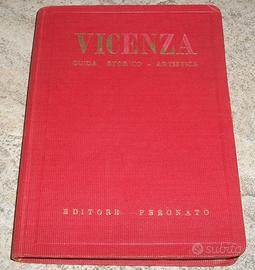 VICENZA
GUIDA STORICO - ARTISTICA
EDITORE PERONATO
subito